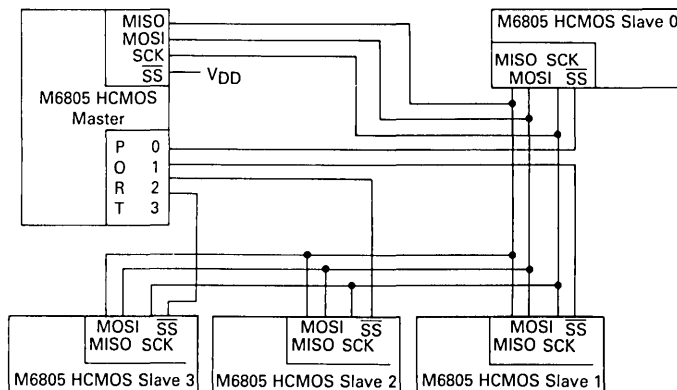 MISO
MOSI
SCK
SS
VDD
M6805 HCMOS
Master
P 0
O 1
R 2
T 3
M6805 HCMOS Slave 0
MISO SCK
MOSI SS
MOSI SS
MISO SCK
M6805 HCMOS Slave 3
MOSI SS
MISO SCK
M6805 HCMOS Slave 2
MOSI SS
MISO SCK
M6805 HCMOS Slave 1